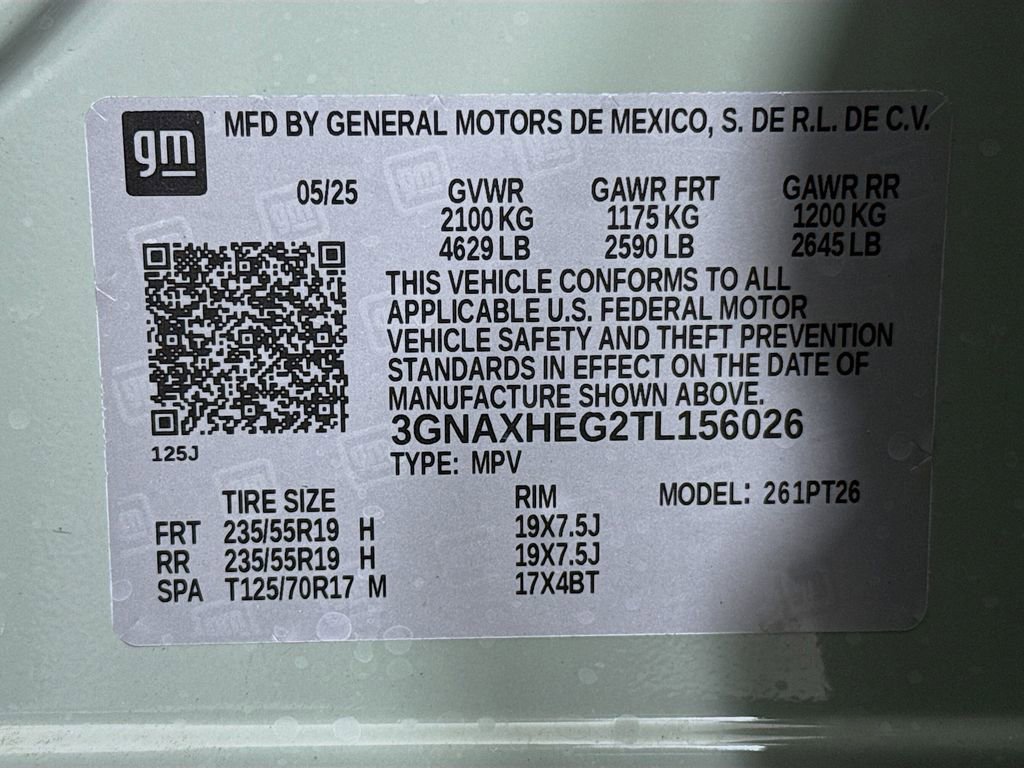 gm
MFD BY GENERAL MOTORS DE MEXICO, S. DE R.L. DE C.V.
05/25 GVWR GAWR FRT GAWR RR
2100 KG 1175 KG 1200 KG
4629 LB 2590 LB 2645 LB
THIS VEHICLE CONFORMS TO ALL
APPLICABLE U.S. FEDERAL MOTOR
VEHICLE SAFETY AND THEFT PREVENTION
STANDARDS IN EFFECT ON THE DATE OF
MANUFACTURE SHOWN ABOVE.
3GNAXHEG2TL156026
125J
TYPE: MPV
TIRE SIZE RIM MODEL: 261PT26
FRT 235/55R19 H 19X7.5J
RR 235/55R19 H 19X7.5J
SPA T125/70R17 M 17X4BT